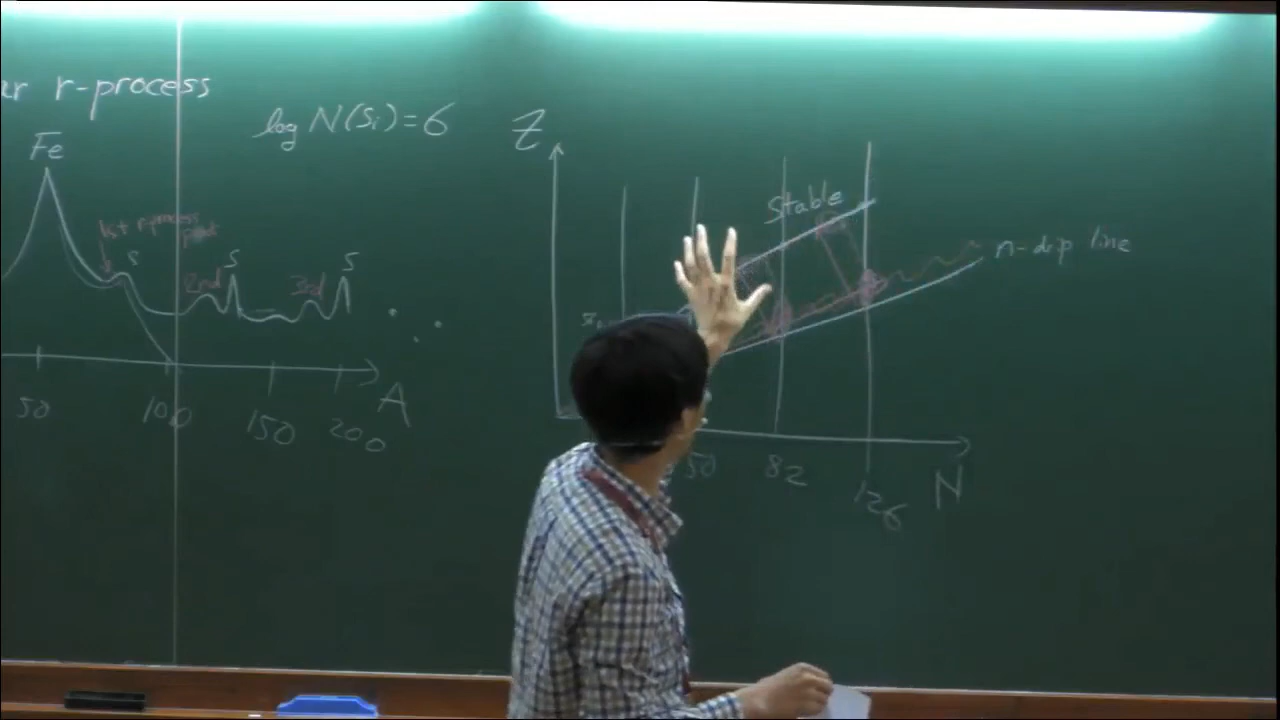 ar r-process
Fe
1st r-process
peak
s
2nd
s
3rd
s
50
100
150
200
A
log N(Si)=6
Z
Stable
n-drip line
50
82
126
N